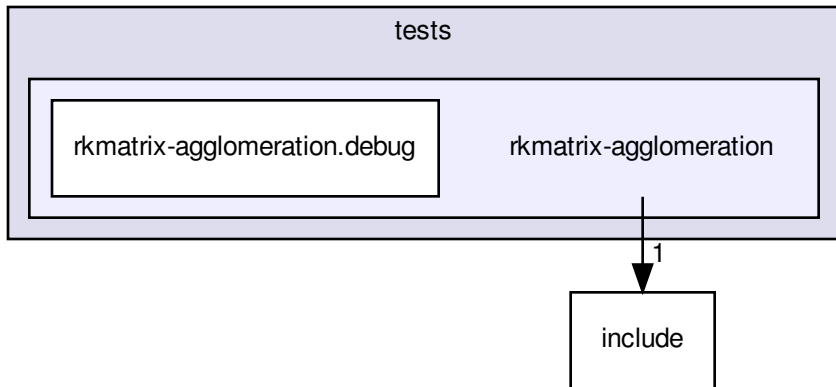 tests
rkmatrix-agglomeration.debug
rkmatrix-agglomeration
1
include